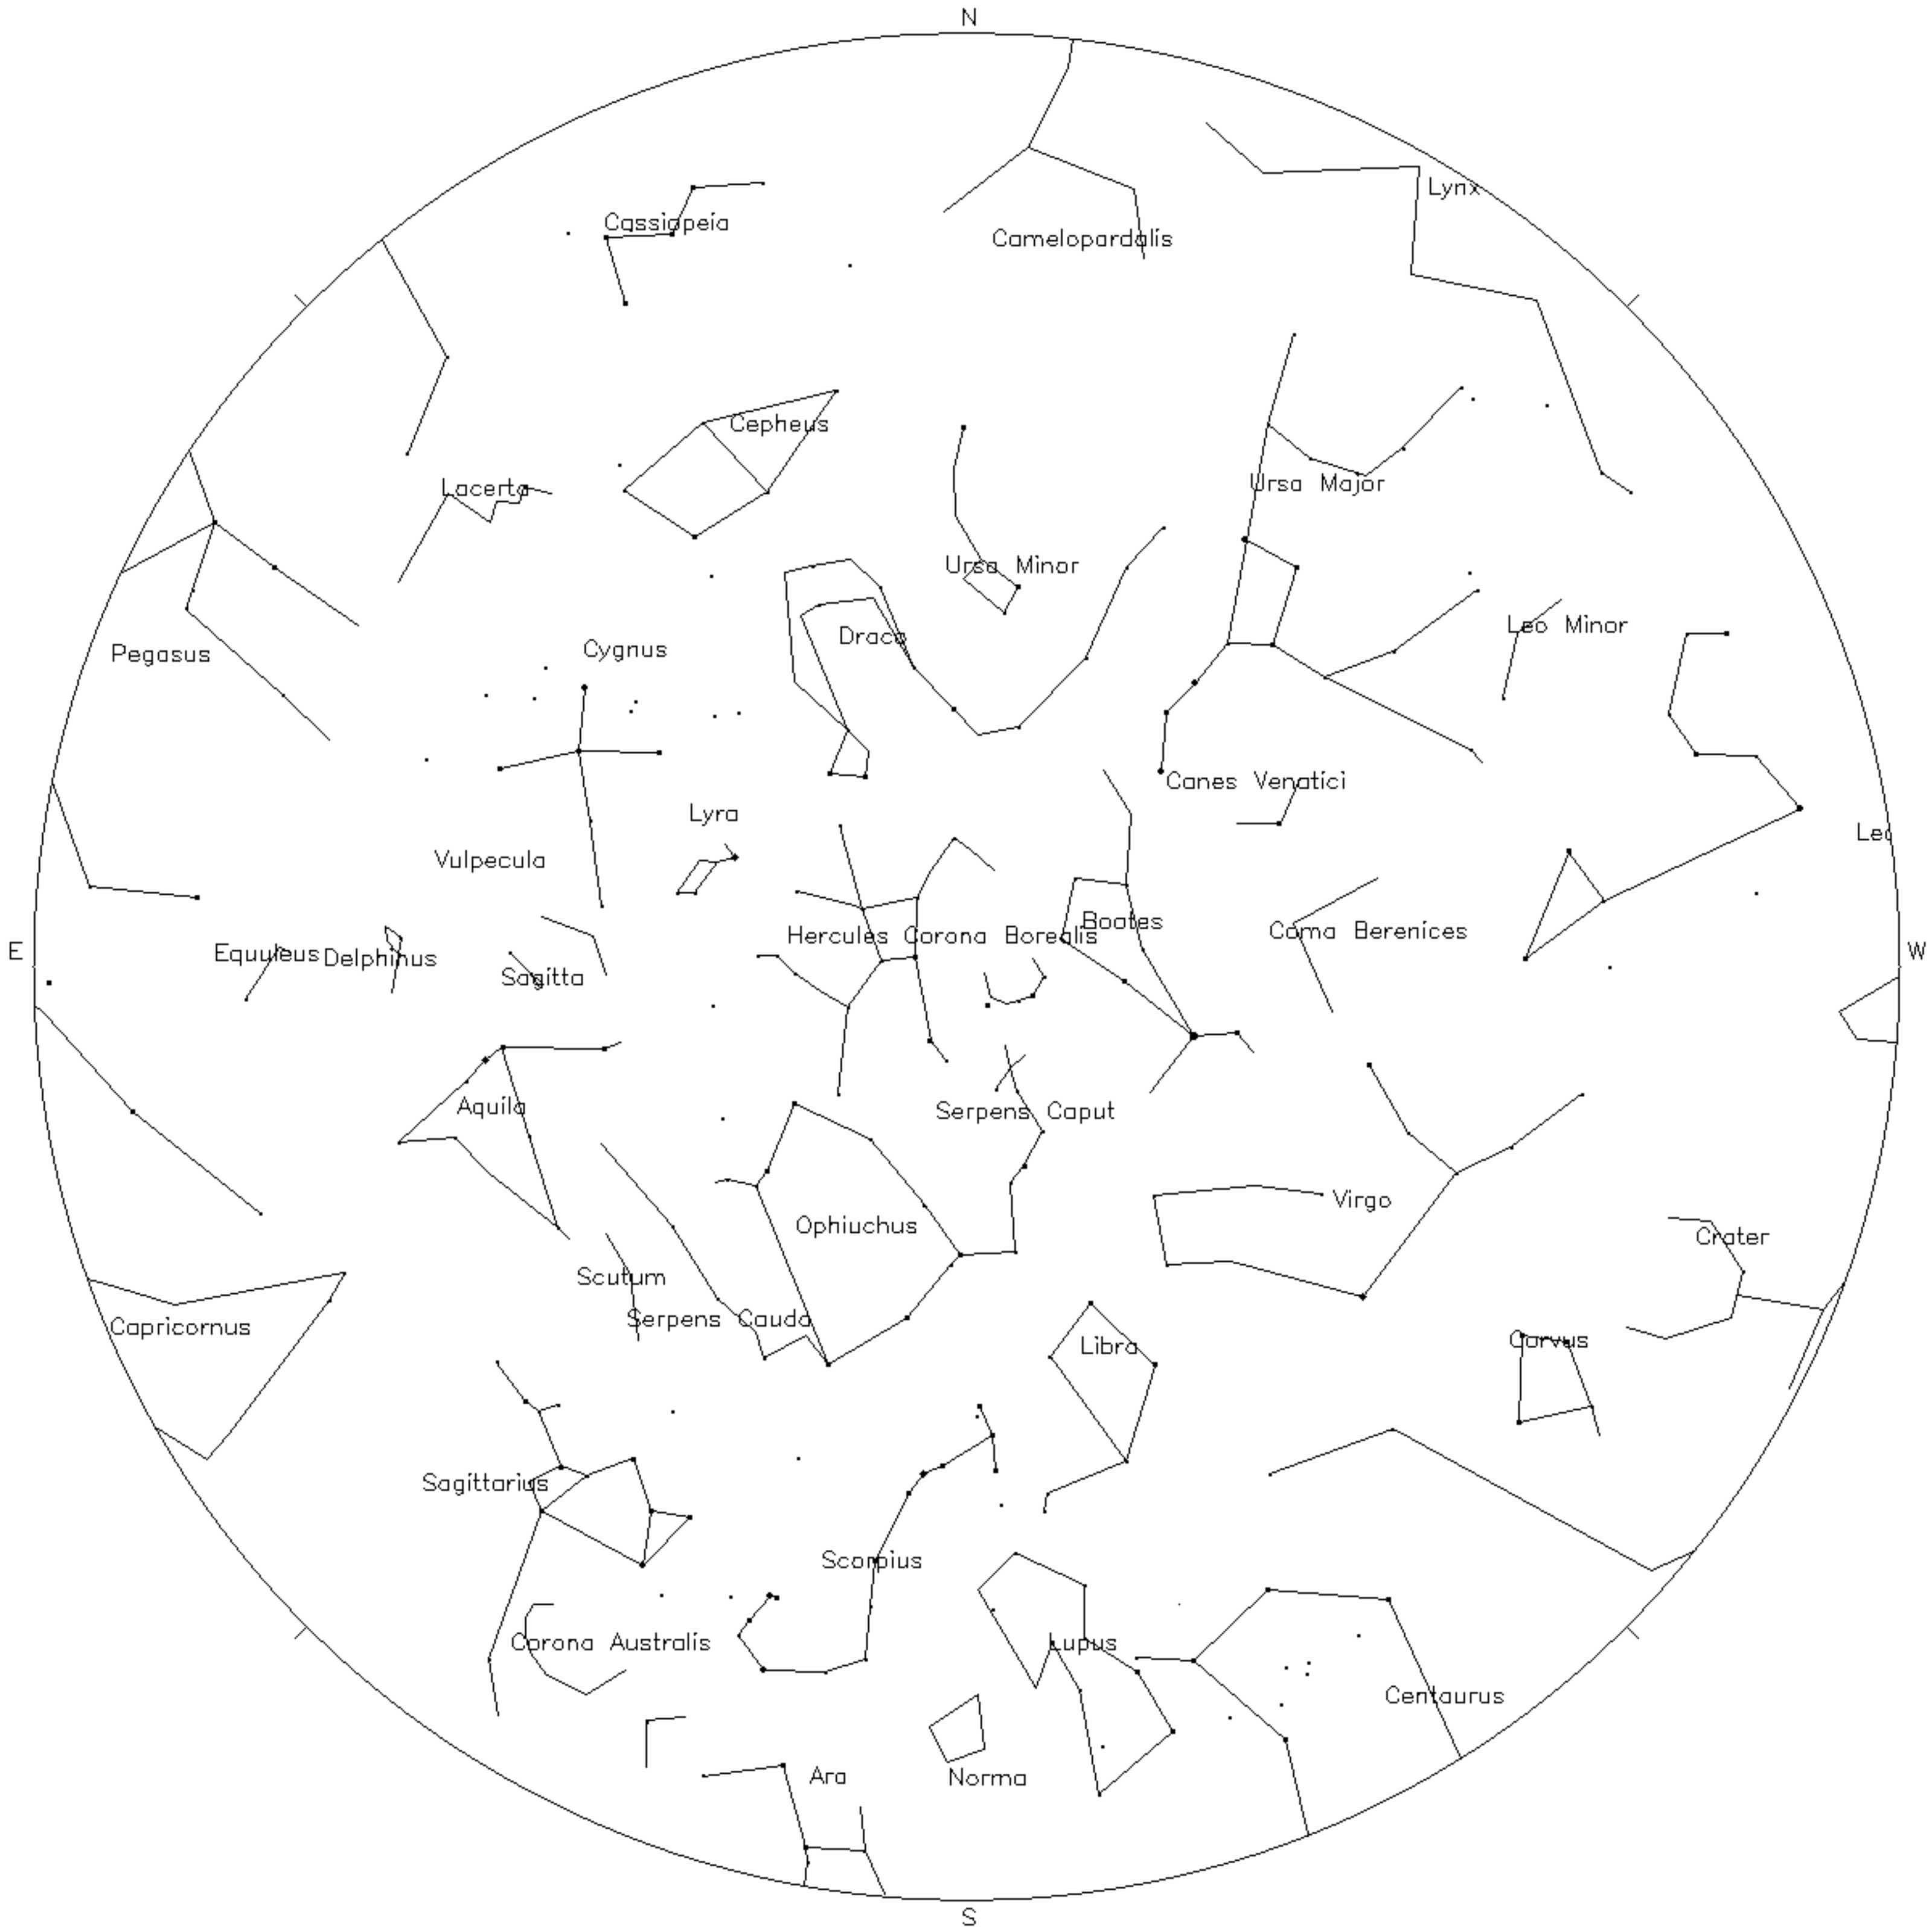 N
Lynx
Cassiopeia
Camelopardalis
Cepheus
Lacerta
Ursa Major
Ursa Minor
Leo Minor
Draco
Cygnus
Pegasus
Canes Venatici
Lyra
Leo
Vulpecula
Bootes
Coma Berenices
Hercules
Corona Borealis
E
W
Equuleus
Delphinus
Sagitta
Aquila
Serpens Caput
Virgo
Ophiuchus
Crater
Scutum
Serpens Cauda
Capricornus
Libra
Corvus
Sagittarius
Scorpius
Corona Australis
Lupus
Centaurus
Ara
Norma
S